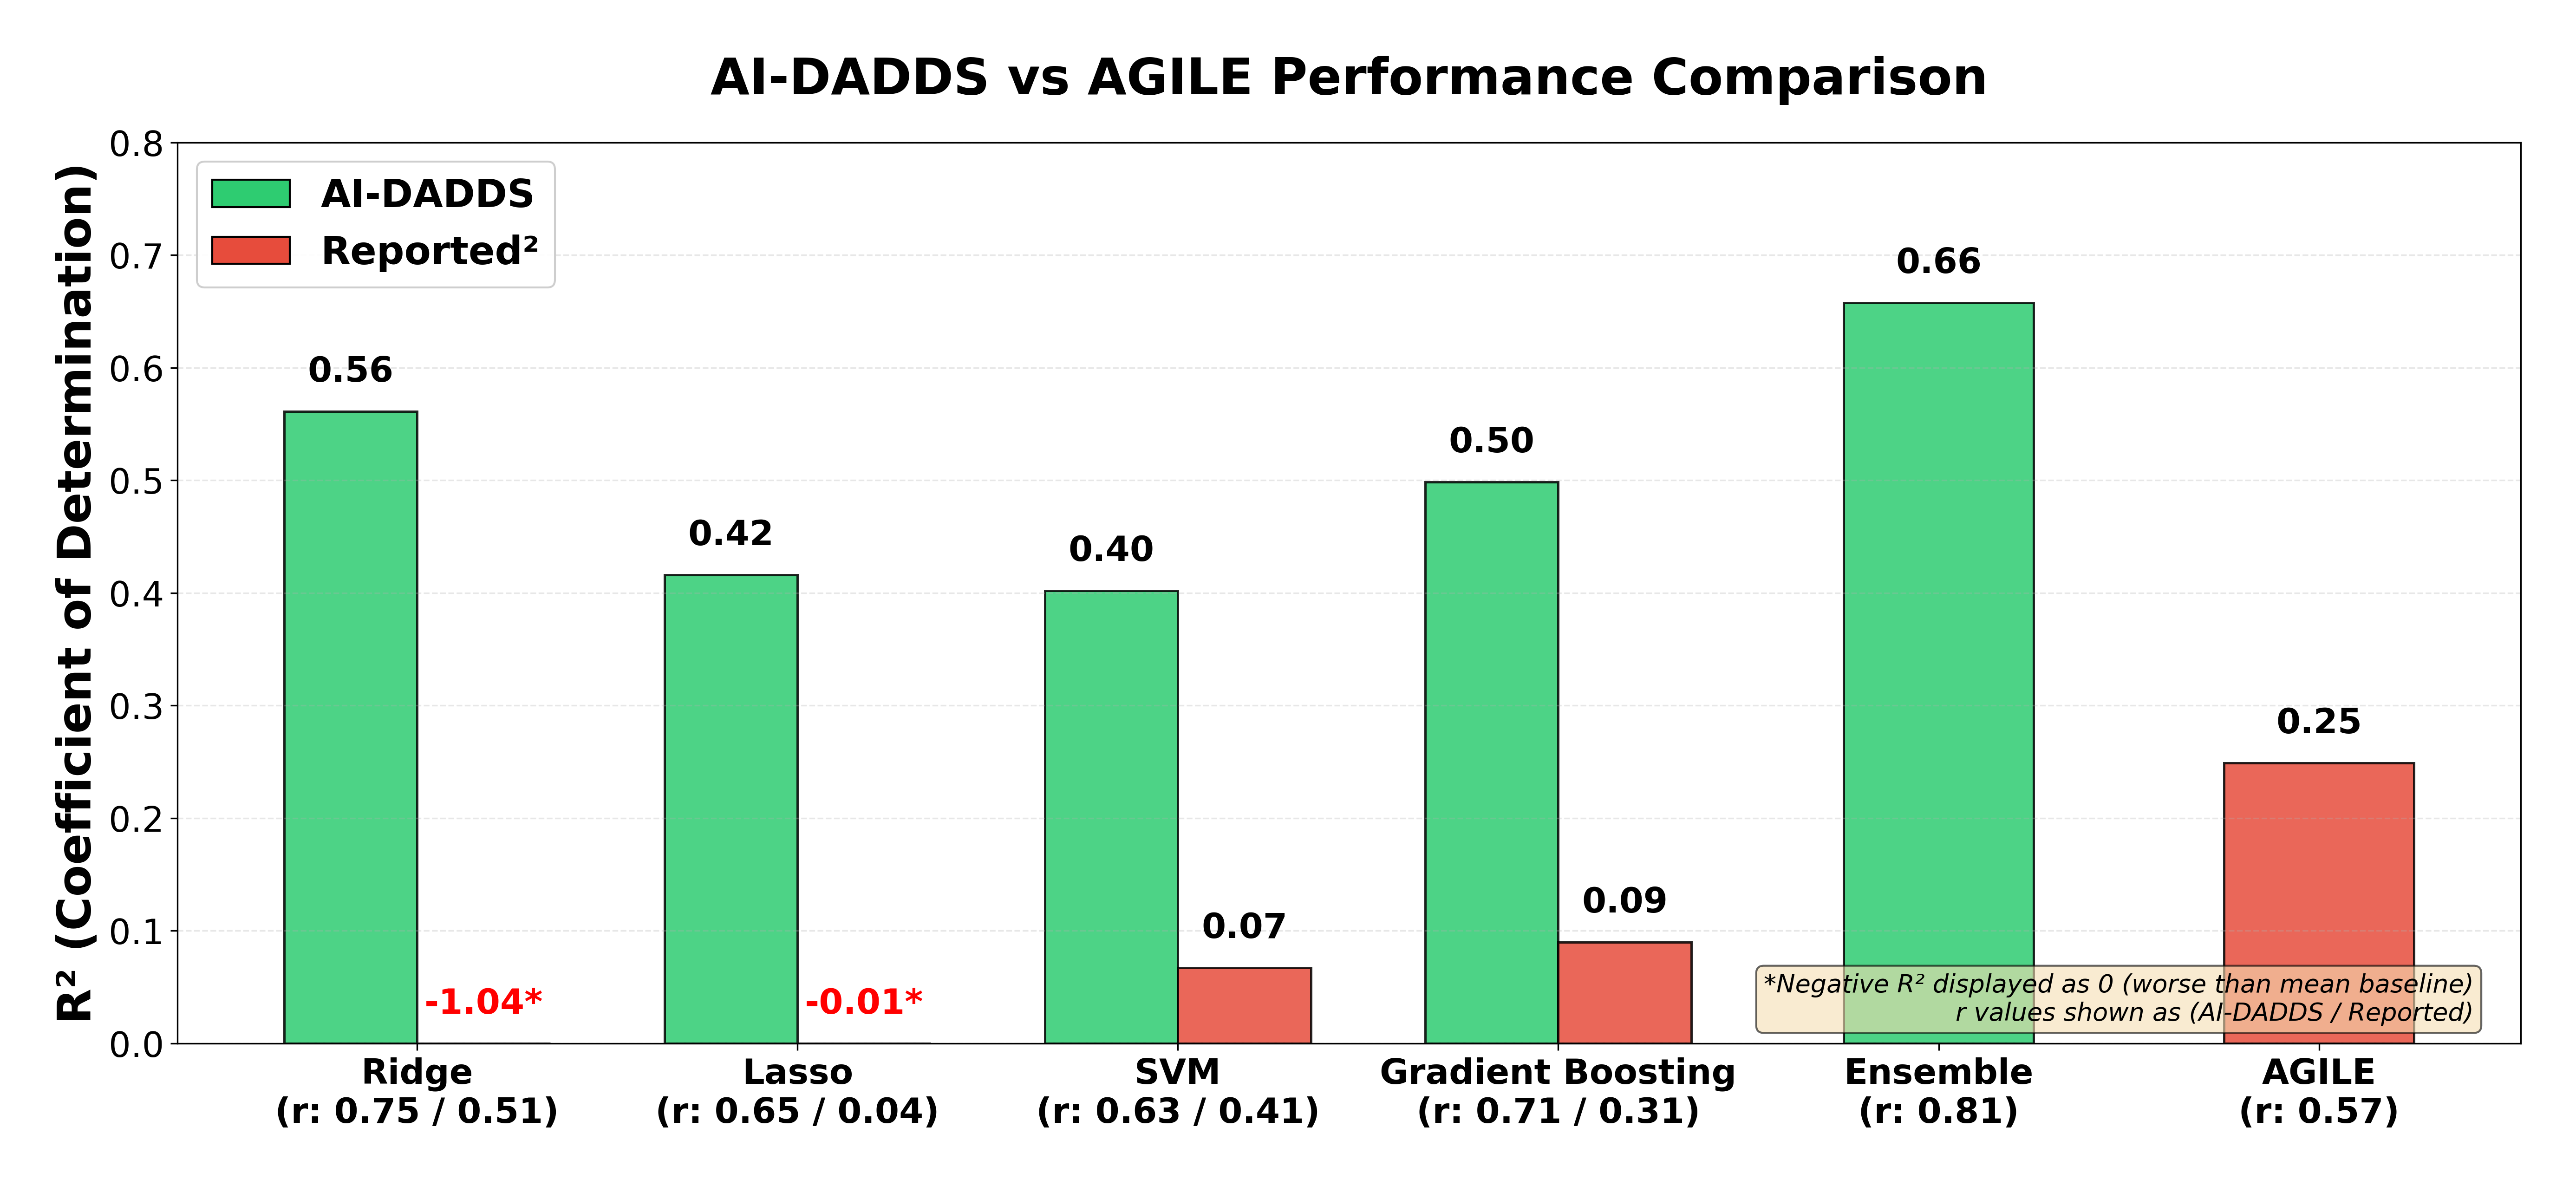 AI-DADDS vs AGILE Performance Comparison
R² (Coefficient of Determination)
0.8
0.7
0.6
0.5
0.4
0.3
0.2
0.1
0.0
AI-DADDS
Reported²
0.56
-1.04*
0.42
-0.01*
0.40
0.07
0.50
0.09
0.66
0.25
*Negative R² displayed as 0 (worse than mean baseline)
r values shown as (AI-DADDS / Reported)
Ridge
(r: 0.75 / 0.51)
Lasso
(r: 0.65 / 0.04)
SVM
(r: 0.63 / 0.41)
Gradient Boosting
(r: 0.71 / 0.31)
Ensemble
(r: 0.81)
AGILE
(r: 0.57)